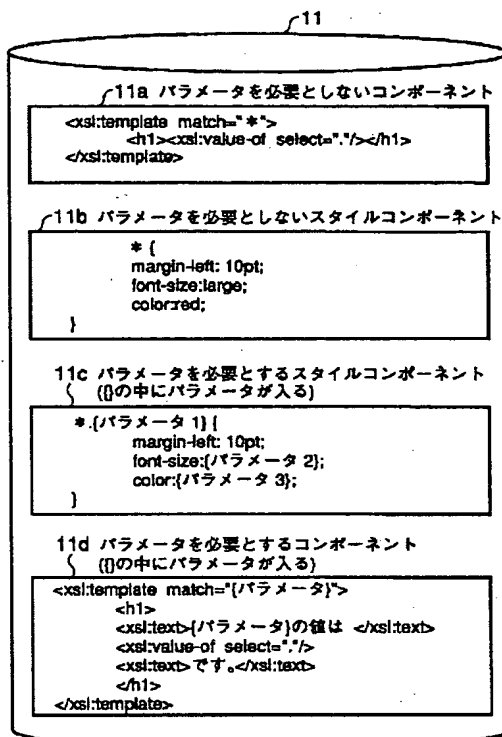 11
11a パラメータを必要としないコンポーネント
<xsl:template match="*">
<h1><xsl:value-of select="."/></h1>
</xsl:template>
11b パラメータを必要としないスタイルコンポーネント
* {
margin-left: 10pt;
font-size:large;
color:red;
}
11c パラメータを必要とするスタイルコンポーネント
({}の中にパラメータが入る)
*.{パラメータ 1} {
margin-left: 10pt;
font-size:{パラメータ 2};
color:{パラメータ 3};
}
11d パラメータを必要とするコンポーネント
({}の中にパラメータが入る)
<xsl:template match="{パラメータ}">
<h1>
<xsl:text>{パラメータ}の値は </xsl:text>
<xsl:value-of select="."/>
<xsl:text>です。</xsl:text>
</h1>
</xsl:template>